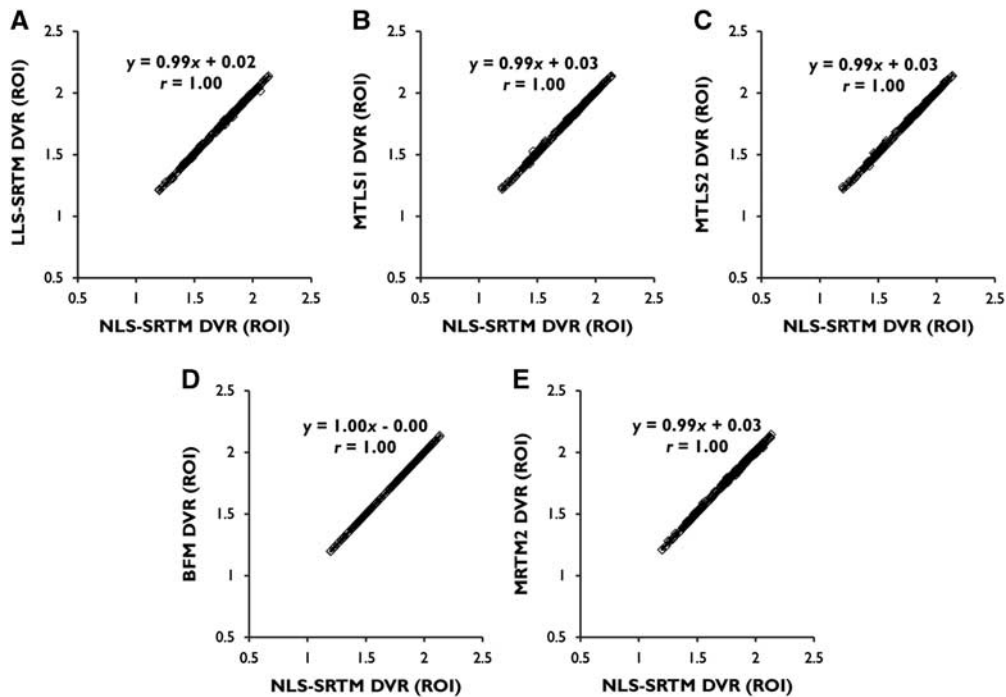 A
2.5
y = 0.99x + 0.02
r = 1.00
2
1.5
1
0.5
0.5 1 1.5 2 2.5
LLS-SRTM DVR (ROI)
NLS-SRTM DVR (ROI)
B
2.5
y = 0.99x + 0.03
r = 1.00
2
1.5
1
0.5
0.5 1 1.5 2 2.5
MTLS1 DVR (ROI)
NLS-SRTM DVR (ROI)
C
2.5
y = 0.99x + 0.03
r = 1.00
2
1.5
1
0.5
0.5 1 1.5 2 2.5
MTLS2 DVR (ROI)
NLS-SRTM DVR (ROI)
D
2.5
y = 1.00x - 0.00
r = 1.00
2
1.5
1
0.5
0.5 1 1.5 2 2.5
BFM DVR (ROI)
NLS-SRTM DVR (ROI)
E
2.5
y = 0.99x + 0.03
r = 1.00
2
1.5
1
0.5
0.5 1 1.5 2 2.5
MRTM2 DVR (ROI)
NLS-SRTM DVR (ROI)